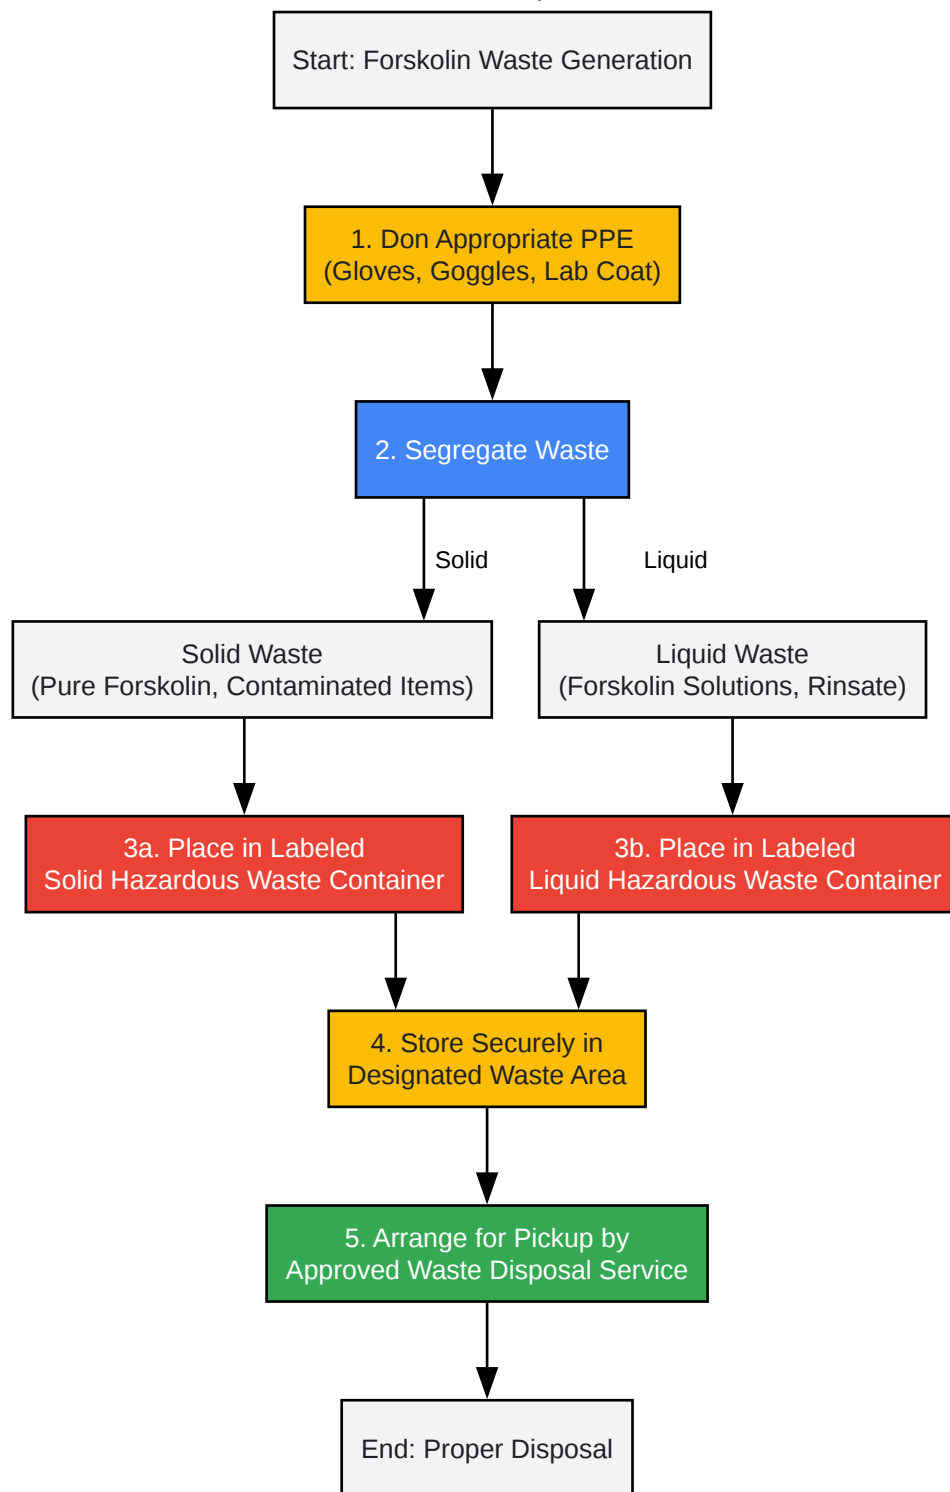 Start: Forskolin Waste Generation
1. Don Appropriate PPE
(Gloves, Goggles, Lab Coat)
2. Segregate Waste
Solid
Liquid
Solid Waste
(Pure Forskolin, Contaminated Items)
Liquid Waste
(Forskolin Solutions, Rinsate)
3a. Place in Labeled
Solid Hazardous Waste Container
3b. Place in Labeled
Liquid Hazardous Waste Container
4. Store Securely in
Designated Waste Area
5. Arrange for Pickup by
Approved Waste Disposal Service
End: Proper Disposal